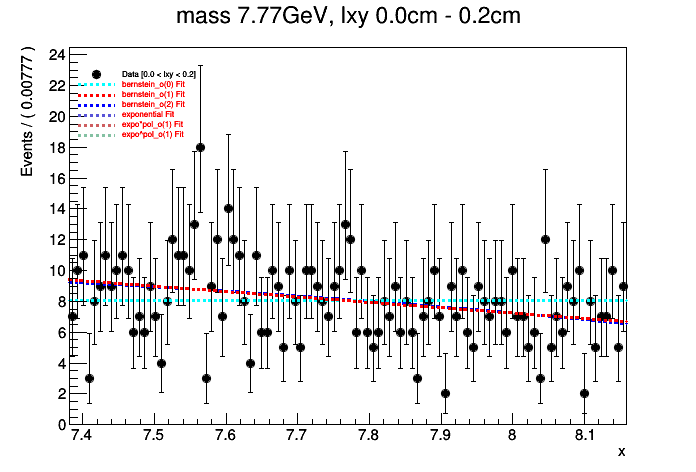 mass 7.77GeV, lxy 0.0cm - 0.2cm
Events / ( 0.00777 )
24
22
20
18
16
14
12
10
8
6
4
2
0
Data [0.0 < lxy < 0.2]
bernstein_o(0) Fit
bernstein_o(1) Fit
bernstein_o(2) Fit
exponential Fit
expo*pol_o(1) Fit
expo^pol_o(1) Fit
7.4 7.5 7.6 7.7 7.8 7.9 8 8.1
x